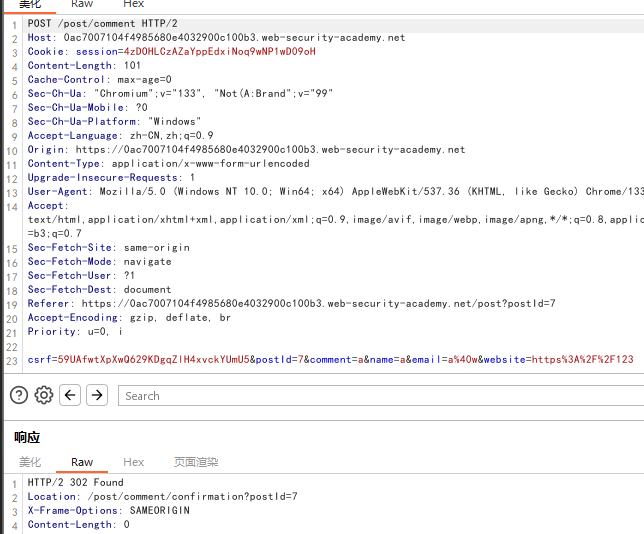 美化 Raw Hex
1 POST /post/comment HTTP/2
2 Host: 0ac7007104f4985680e4032900c100b3.web-security-academy.net
3 Cookie: session=4zDOHLCzAZaYppEdxiNoq9wNP1wDO9oH
4 Content-Length: 101
5 Cache-Control: max-age=0
6 Sec-Ch-Ua: "Chromium";v="133", "Not(A:Brand";v="99"
7 Sec-Ch-Ua-Mobile: ?0
8 Sec-Ch-Ua-Platform: "Windows"
9 Accept-Language: zh-CN,zh;q=0.9
10 Origin: https://0ac7007104f4985680e4032900c100b3.web-security-academy.net
11 Content-Type: application/x-www-form-urlencoded
12 Upgrade-Insecure-Requests: 1
13 User-Agent: Mozilla/5.0 (Windows NT 10.0; Win64; x64) AppleWebKit/537.36 (KHTML, like Gecko) Chrome/133
14 Accept:
text/html,application/xhtml+xml,application/xml;q=0.9,image/avif,image/webp,image/apng,*/*;q=0.8,applic
=b3;q=0.7
15 Sec-Fetch-Site: same-origin
16 Sec-Fetch-Mode: navigate
17 Sec-Fetch-User: ?1
18 Sec-Fetch-Dest: document
19 Referer: https://0ac7007104f4985680e4032900c100b3.web-security-academy.net/post?postId=7
20 Accept-Encoding: gzip, deflate, br
21 Priority: u=0, i
22
23 csrf=59UAfwtXpXwQ629KDgqZlH4xvckYUmU5&postId=7&comment=a&name=a&email=a%40w&website=https%3A%2F%2F123
Search
响应
美化 Raw Hex 页面渲染
1 HTTP/2 302 Found
2 Location: /post/comment/confirmation?postId=7
3 X-Frame-Options: SAMEORIGIN
4 Content-Length: 0